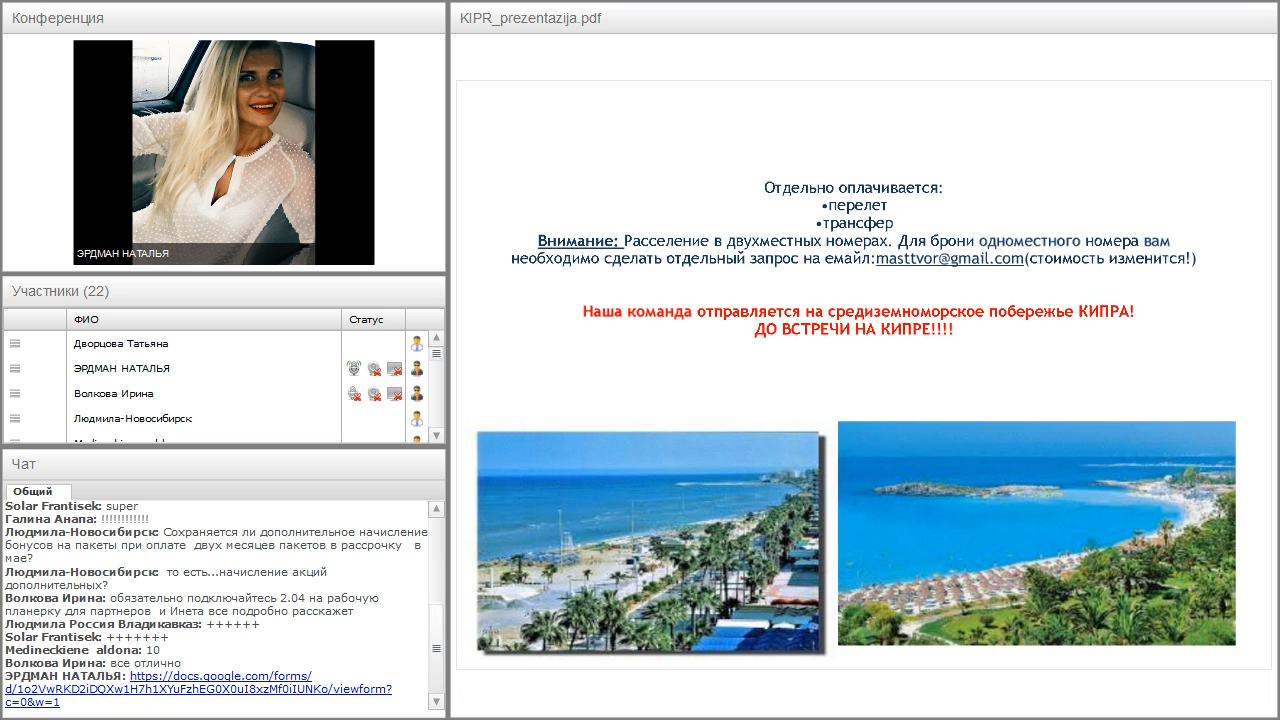 Конференция
ЭРДМАН НАТАЛЬЯ
Участники (22)
ФИО
Статус
Дворцова Татьяна
ЭРДМАН НАТАЛЬЯ
Волкова Ирина
Людмила-Новосибирск
Чат
Общий
Solar Frantisek: super
Галина Анапа: !!!!!!!!!!!!
Людмила-Новосибирск: Сохраняется ли дополнительное начисление
бонусов на пакеты при оплате двух месяцев пакетов в рассрочку в
мае?
Людмила-Новосибирск: то есть...начисление акций
дополнительных?
Волкова Ирина: обязательно подключайтесь 2.04 на рабочую
планерку для партнеров и Инета все подробно расскажет
Людмила Россия Владикавказ: ++++++
Solar Frantisek: +++++++
Medineckiene aldona: 10
Волкова Ирина: все отлично
ЭРДМАН НАТАЛЬЯ: https://docs.google.com/forms/
d/1o2VwRKD2iDQXw1H7h1XYuFzhEG0X0uI8xzMf0iIUNKo/viewform?
c=0&w=1
KIPR_prezentazija.pdf
Отдельно оплачивается:
•перелет
•трансфер
Внимание: Расселение в двухместных номерах. Для брони одноместного номера вам
необходимо сделать отдельный запрос на емайл:masttvor@gmail.com(стоимость изменится!)
Наша команда отправляется на средиземноморское побережье КИПРА!
ДО ВСТРЕЧИ НА КИПРЕ!!!!